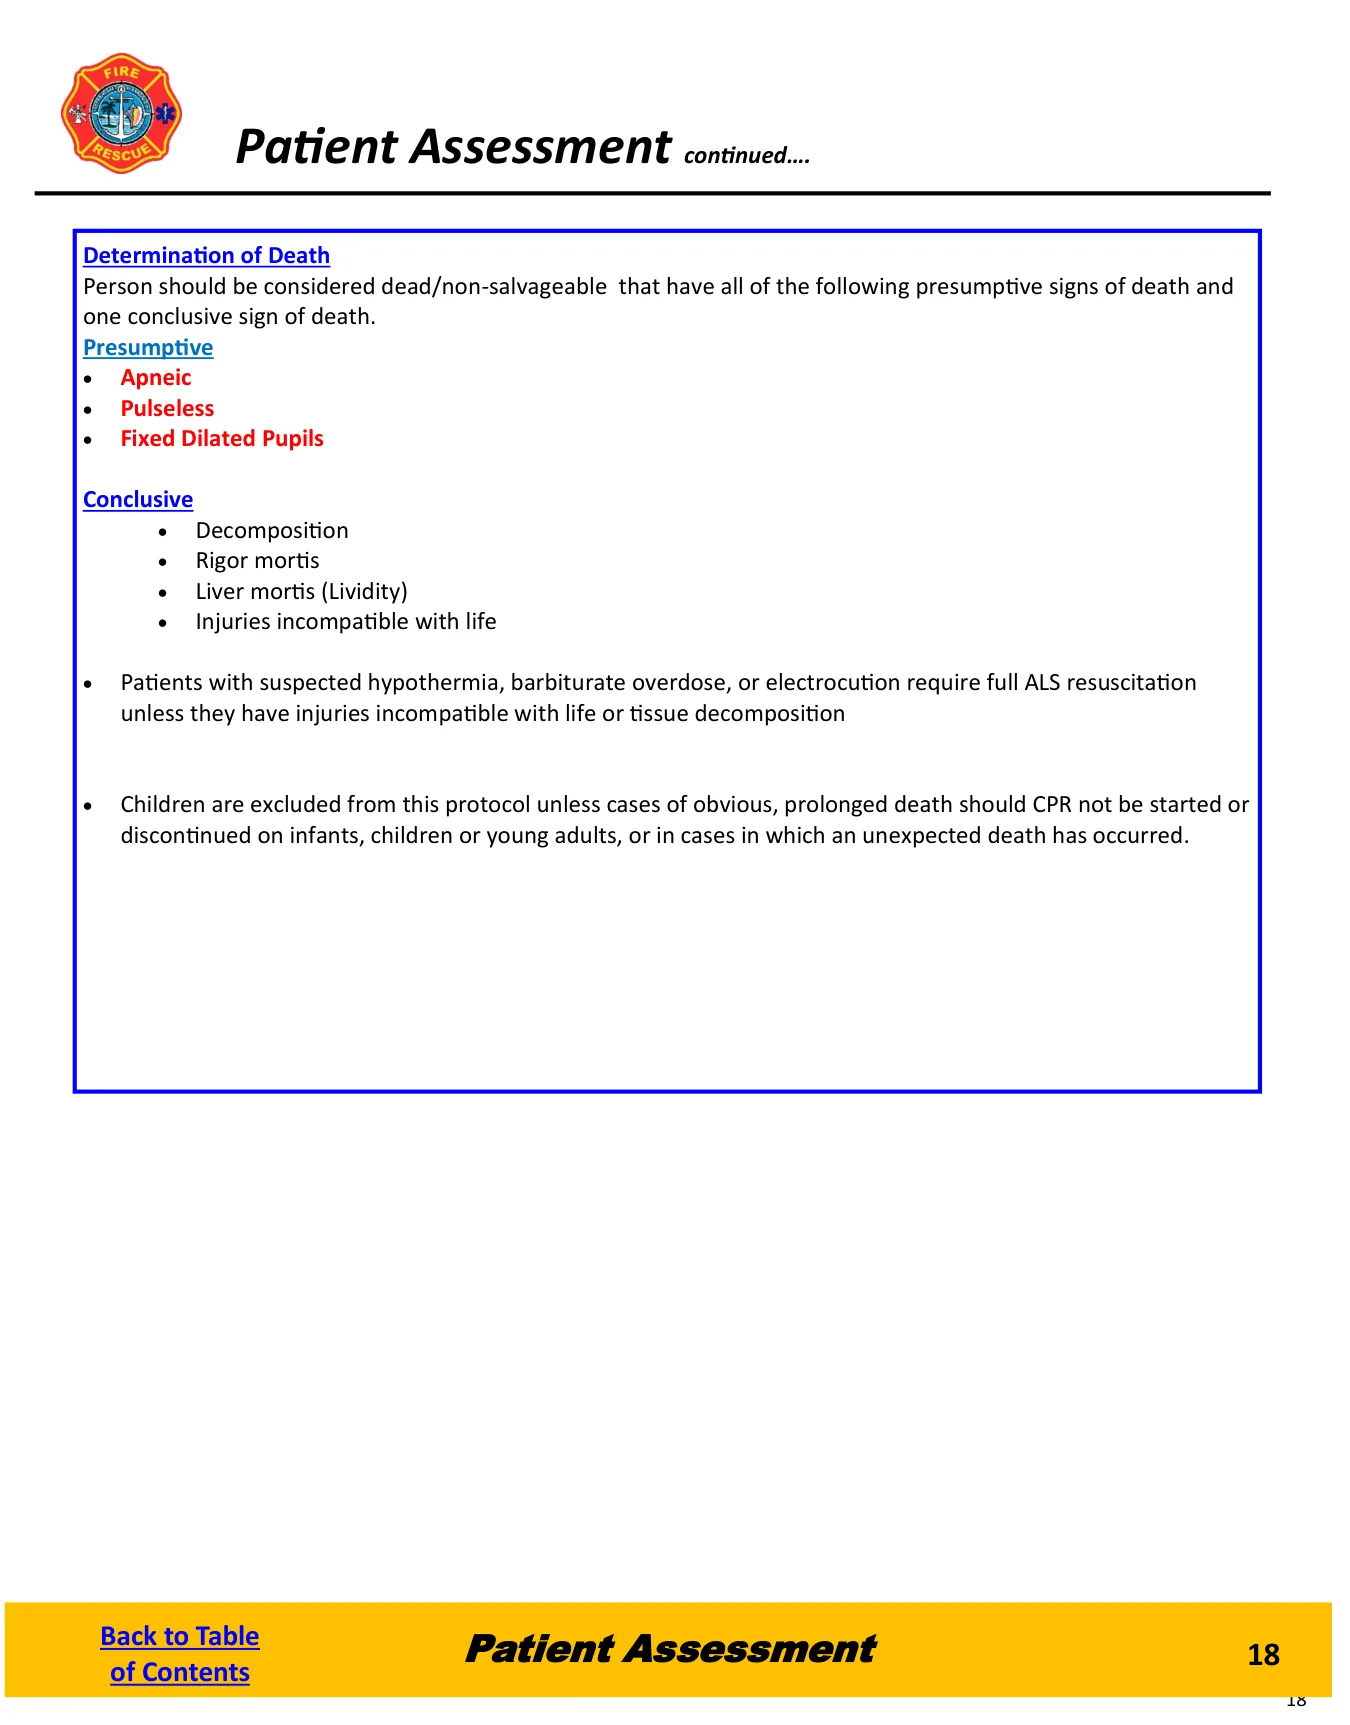 FIRE
RESCUE
Patient Assessment continued....
Determination of Death
Person should be considered dead/non-salvageable  that have all of the following presumptive signs of death and
one conclusive sign of death.
Presumptive
• Apneic
• Pulseless
• Fixed Dilated Pupils
Conclusive
• Decomposition
• Rigor mortis
• Liver mortis (Lividity)
• Injuries incompatible with life
• Patients with suspected hypothermia, barbiturate overdose, or electrocution require full ALS resuscitation
unless they have injuries incompatible with life or tissue decomposition
• Children are excluded from this protocol unless cases of obvious, prolonged death should CPR not be started or
discontinued on infants, children or young adults, or in cases in which an unexpected death has occurred.
Back to Table
of Contents
Patient Assessment
18
18